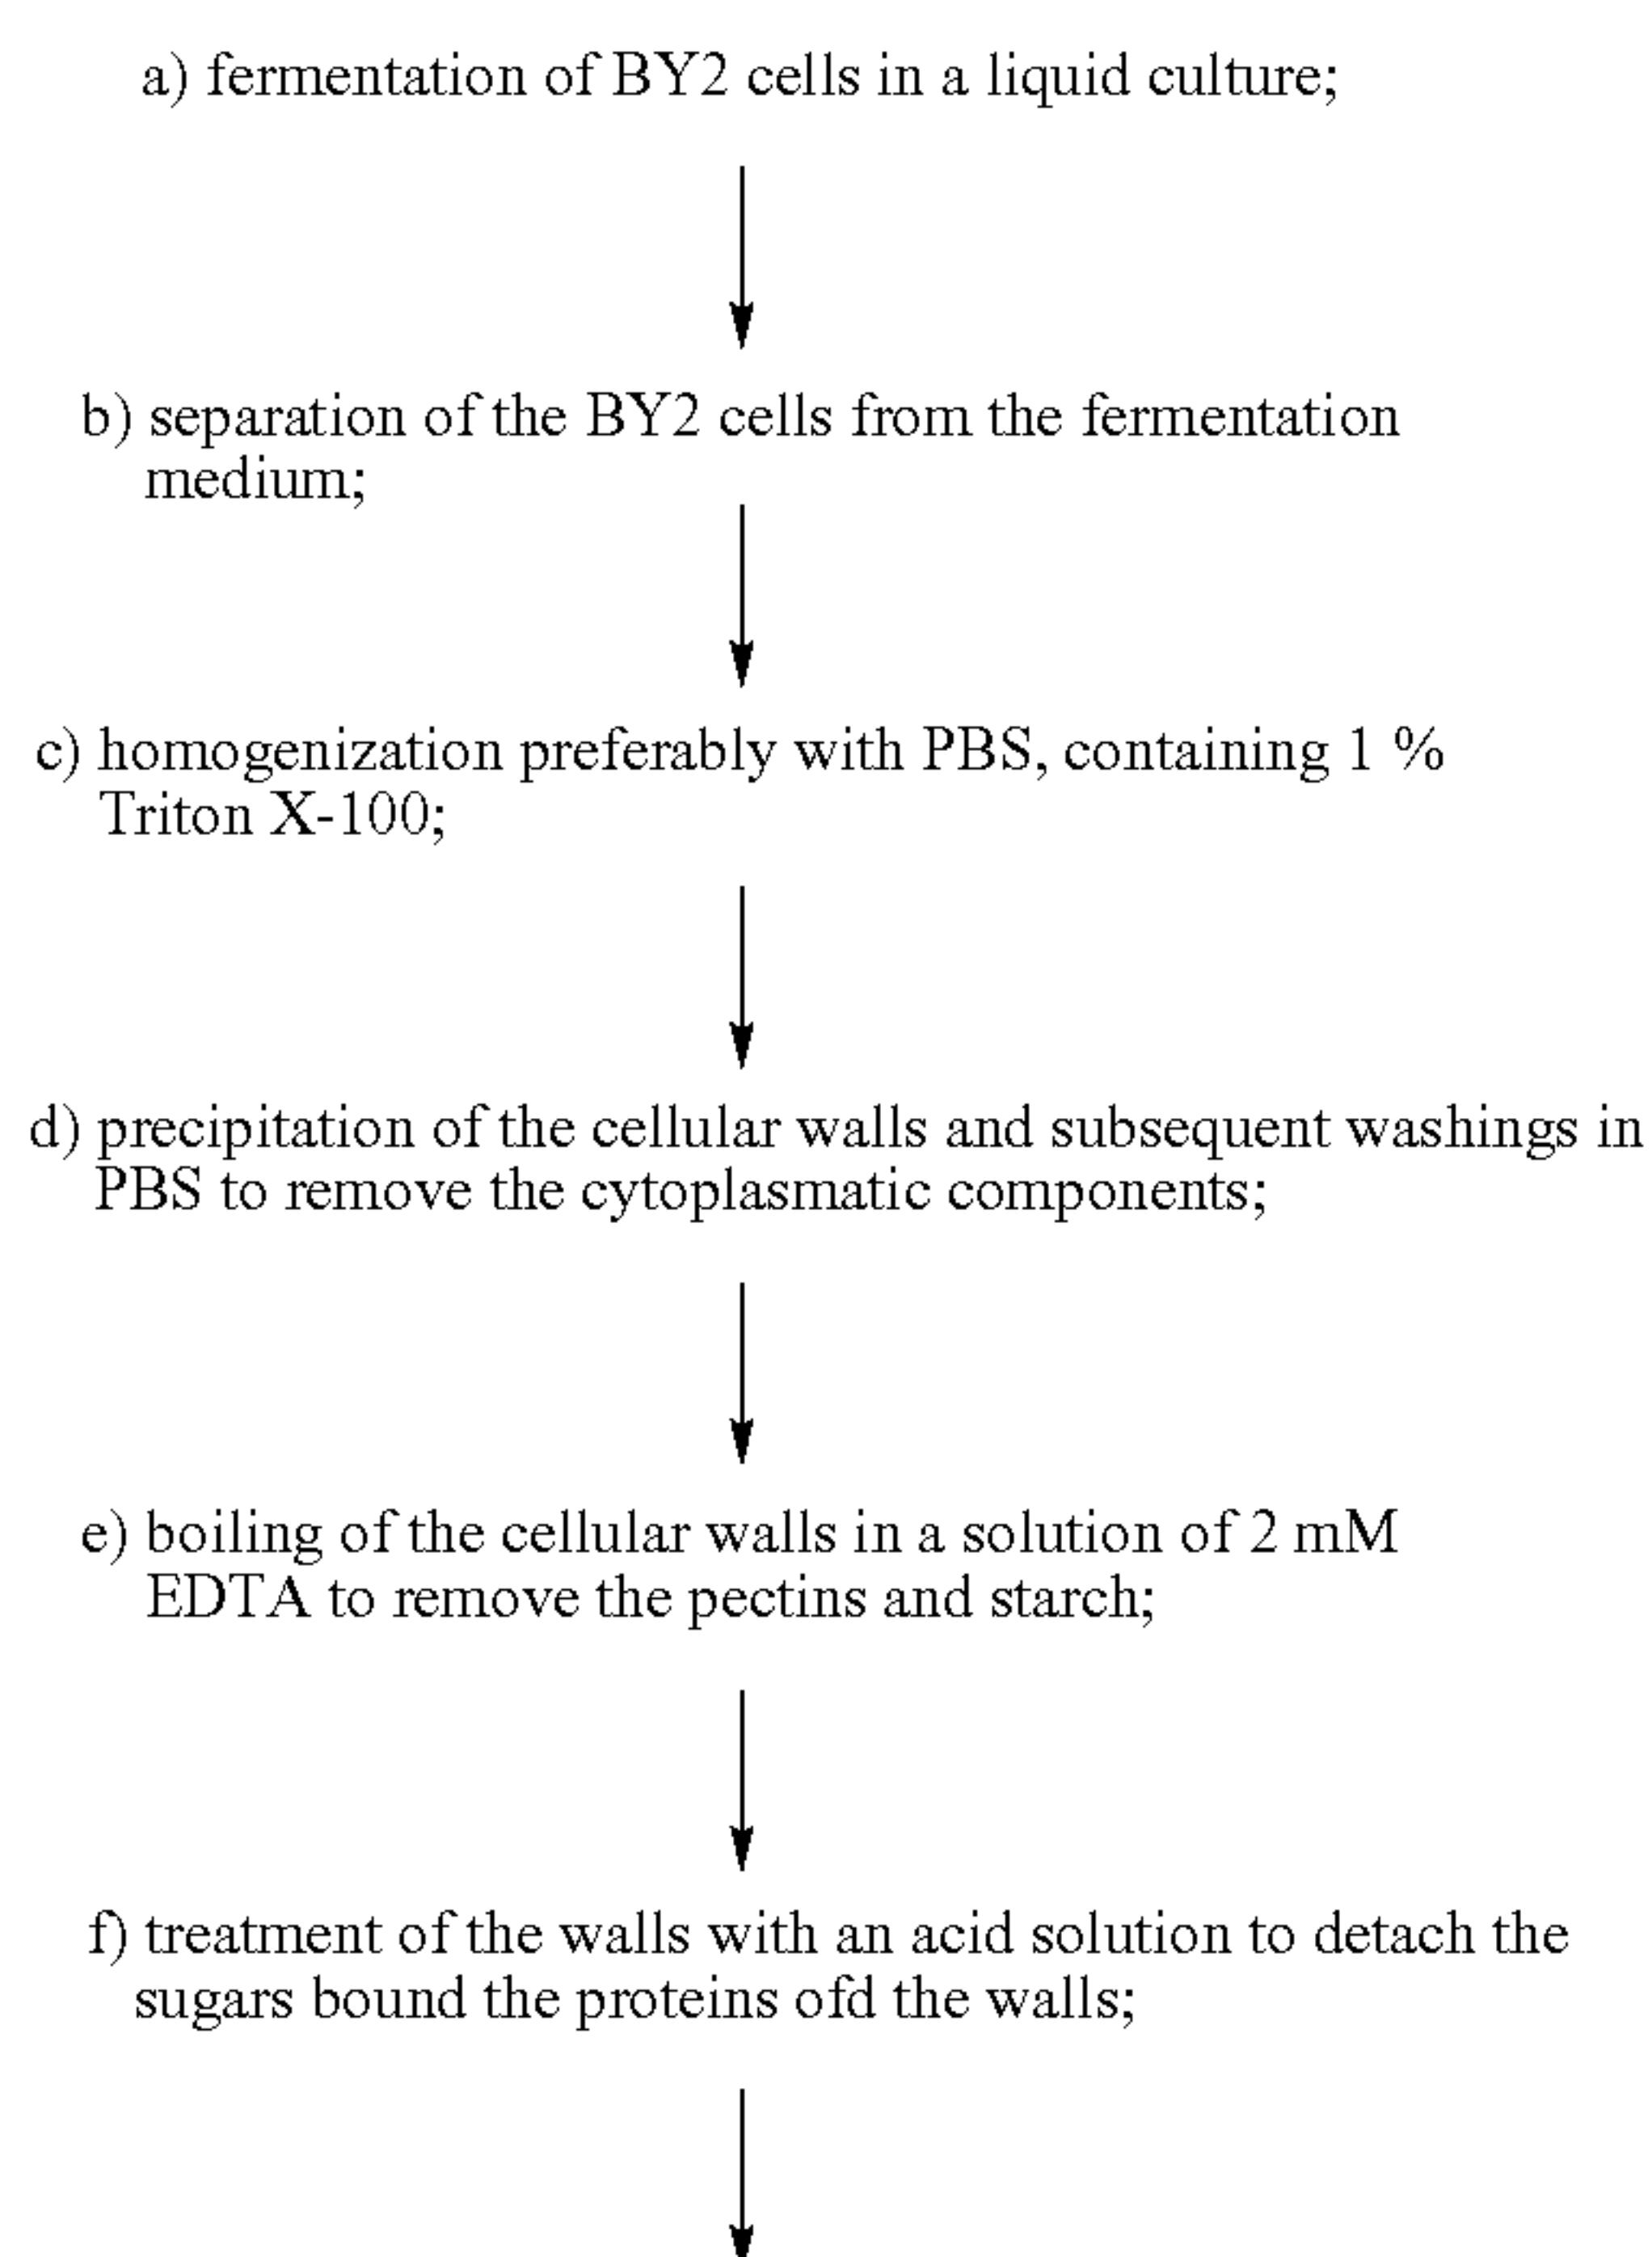 a) fermentation of BY2 cells in a liquid culture;
b) separation of the BY2 cells from the fermentation
medium;
c) homogenization preferably with PBS, containing 1 %
Triton X-100;
d) precipitation of the cellular walls and subsequent washings in
PBS to remove the cytoplasmatic components;
e) boiling of the cellular walls in a solution of 2 mM
EDTA to remove the pectins and starch;
f) treatment of the walls with an acid solution to detach the
sugars bound the proteins ofd the walls;